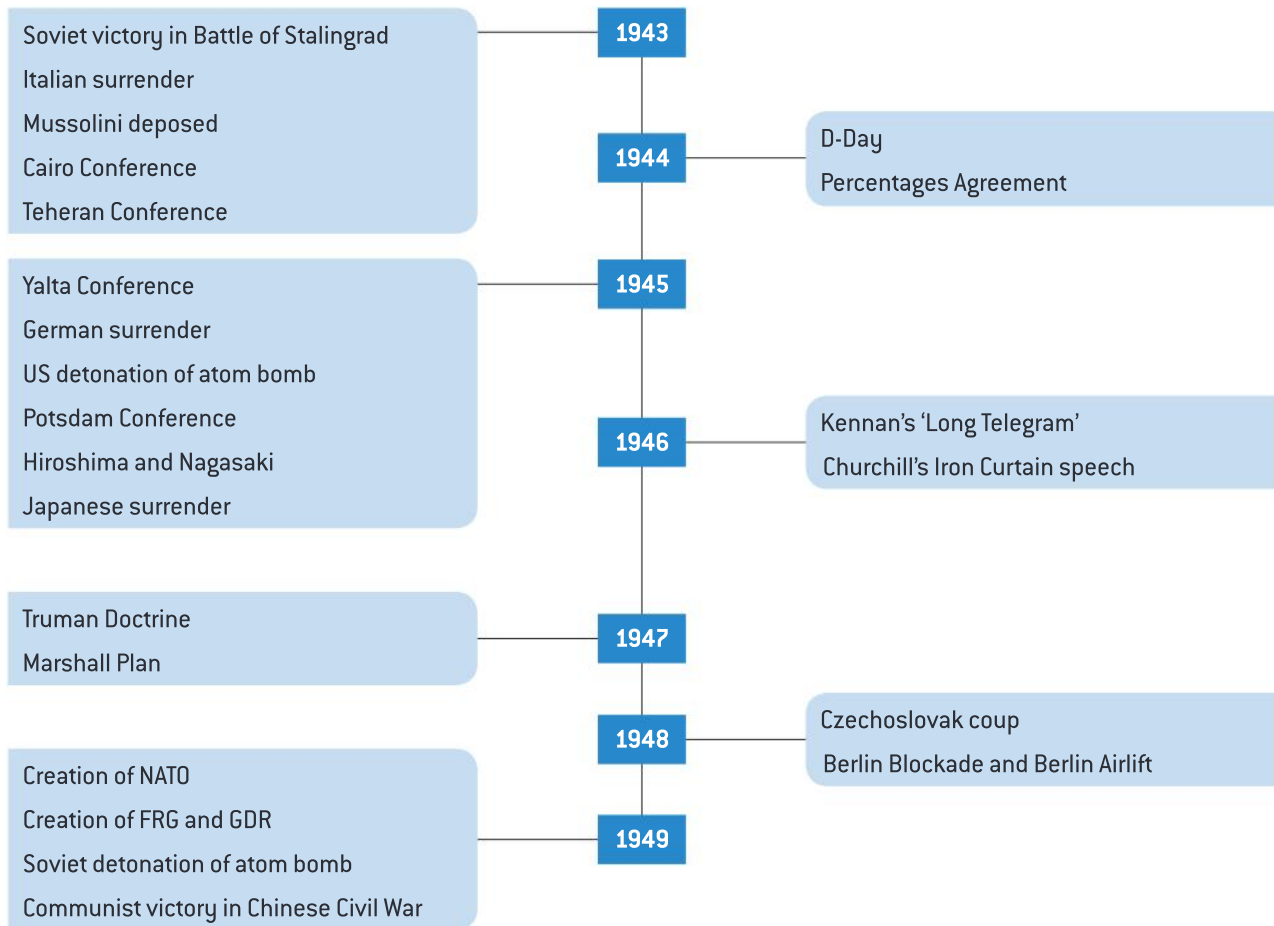 1943
Soviet victory in Battle of Stalingrad
Italian surrender
Mussolini deposed
Cairo Conference
Teheran Conference
1944
D-Day
Percentages Agreement
1945
Yalta Conference
German surrender
US detonation of atom bomb
Potsdam Conference
Hiroshima and Nagasaki
Japanese surrender
1946
Kennan's ‘Long Telegram’
Churchill's Iron Curtain speech
1947
Truman Doctrine
Marshall Plan
1948
Czechoslovak coup
Berlin Blockade and Berlin Airlift
1949
Creation of NATO
Creation of FRG and GDR
Soviet detonation of atom bomb
Communist victory in Chinese Civil War